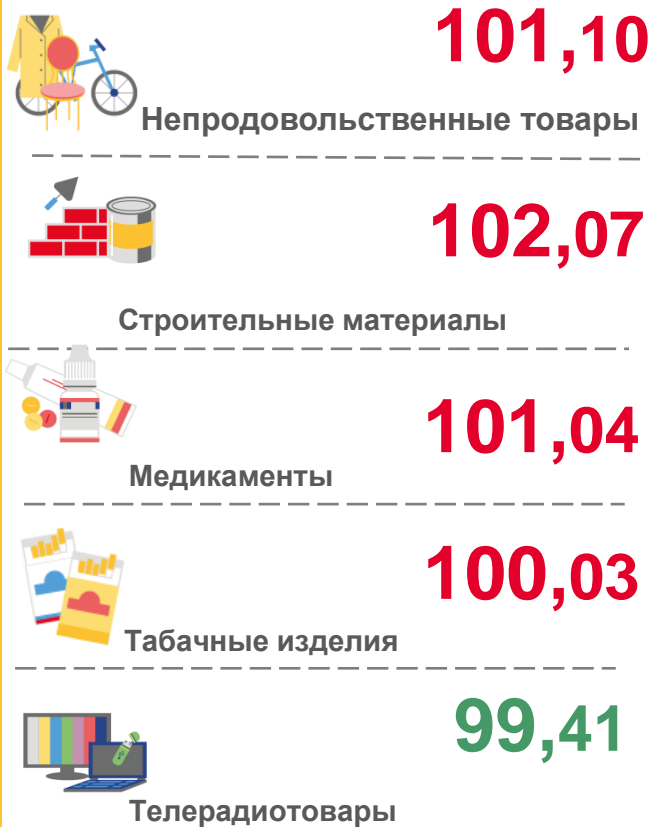 101,10
Непродовольственные товары
102,07
Строительные материалы
101,04
Медикаменты
100,03
Табачные изделия
99,41
Телерадиотовары